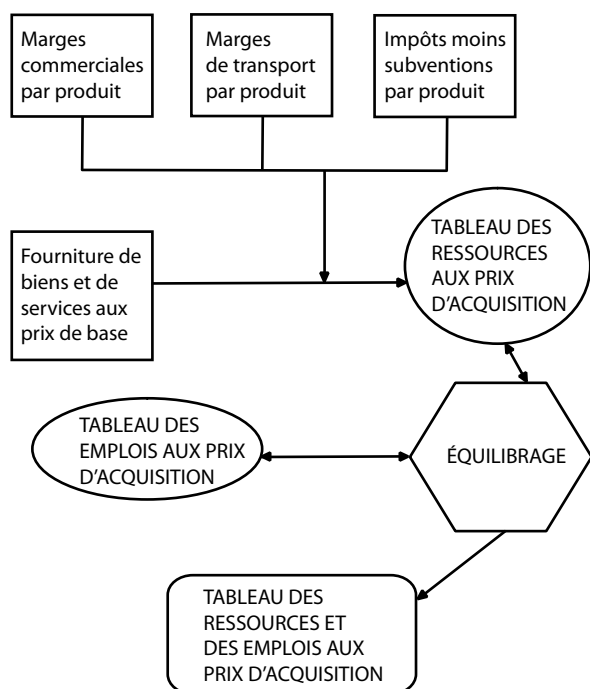 Marges
commerciales
par produit
Marges
de transport
par produit
Impôts moins
subventions
par produit
Fourniture de
biens et de
services aux
prix de base
TABLEAU DES
RESSOURCES
AUX PRIX
D’ACQUISITION
TABLEAU DES
EMPLOIS AUX PRIX
D’ACQUISITION
ÉQUILIBRAGE
TABLEAU DES
RESSOURCES ET
DES EMPLOIS AUX
PRIX D’ACQUISITION